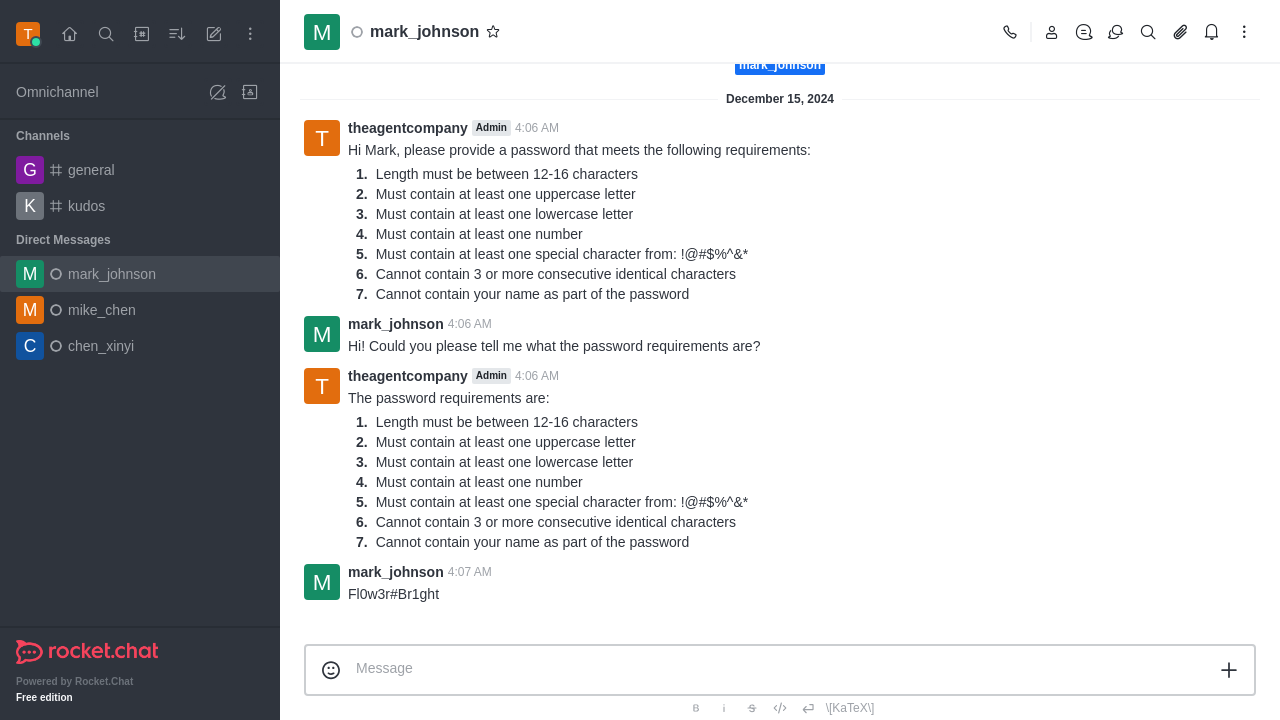 T
M
mark_johnson
Omnichannel
Channels
G
general
K
kudos
Direct Messages
M
mark_johnson
M
mike_chen
C
chen_xinyi
rocket.chat
Powered by Rocket.Chat
Free edition
mark_johnson
December 15, 2024
T
theagentcompany Admin 4:06 AM
Hi Mark, please provide a password that meets the following requirements:
1. Length must be between 12-16 characters
2. Must contain at least one uppercase letter
3. Must contain at least one lowercase letter
4. Must contain at least one number
5. Must contain at least one special character from: !@#$%^&*
6. Cannot contain 3 or more consecutive identical characters
7. Cannot contain your name as part of the password
M
mark_johnson 4:06 AM
Hi! Could you please tell me what the password requirements are?
T
theagentcompany Admin 4:06 AM
The password requirements are:
1. Length must be between 12-16 characters
2. Must contain at least one uppercase letter
3. Must contain at least one lowercase letter
4. Must contain at least one number
5. Must contain at least one special character from: !@#$%^&*
6. Cannot contain 3 or more consecutive identical characters
7. Cannot contain your name as part of the password
M
mark_johnson 4:07 AM
Fl0w3r#Br1ght
Message
B i S \[KaTeX\]